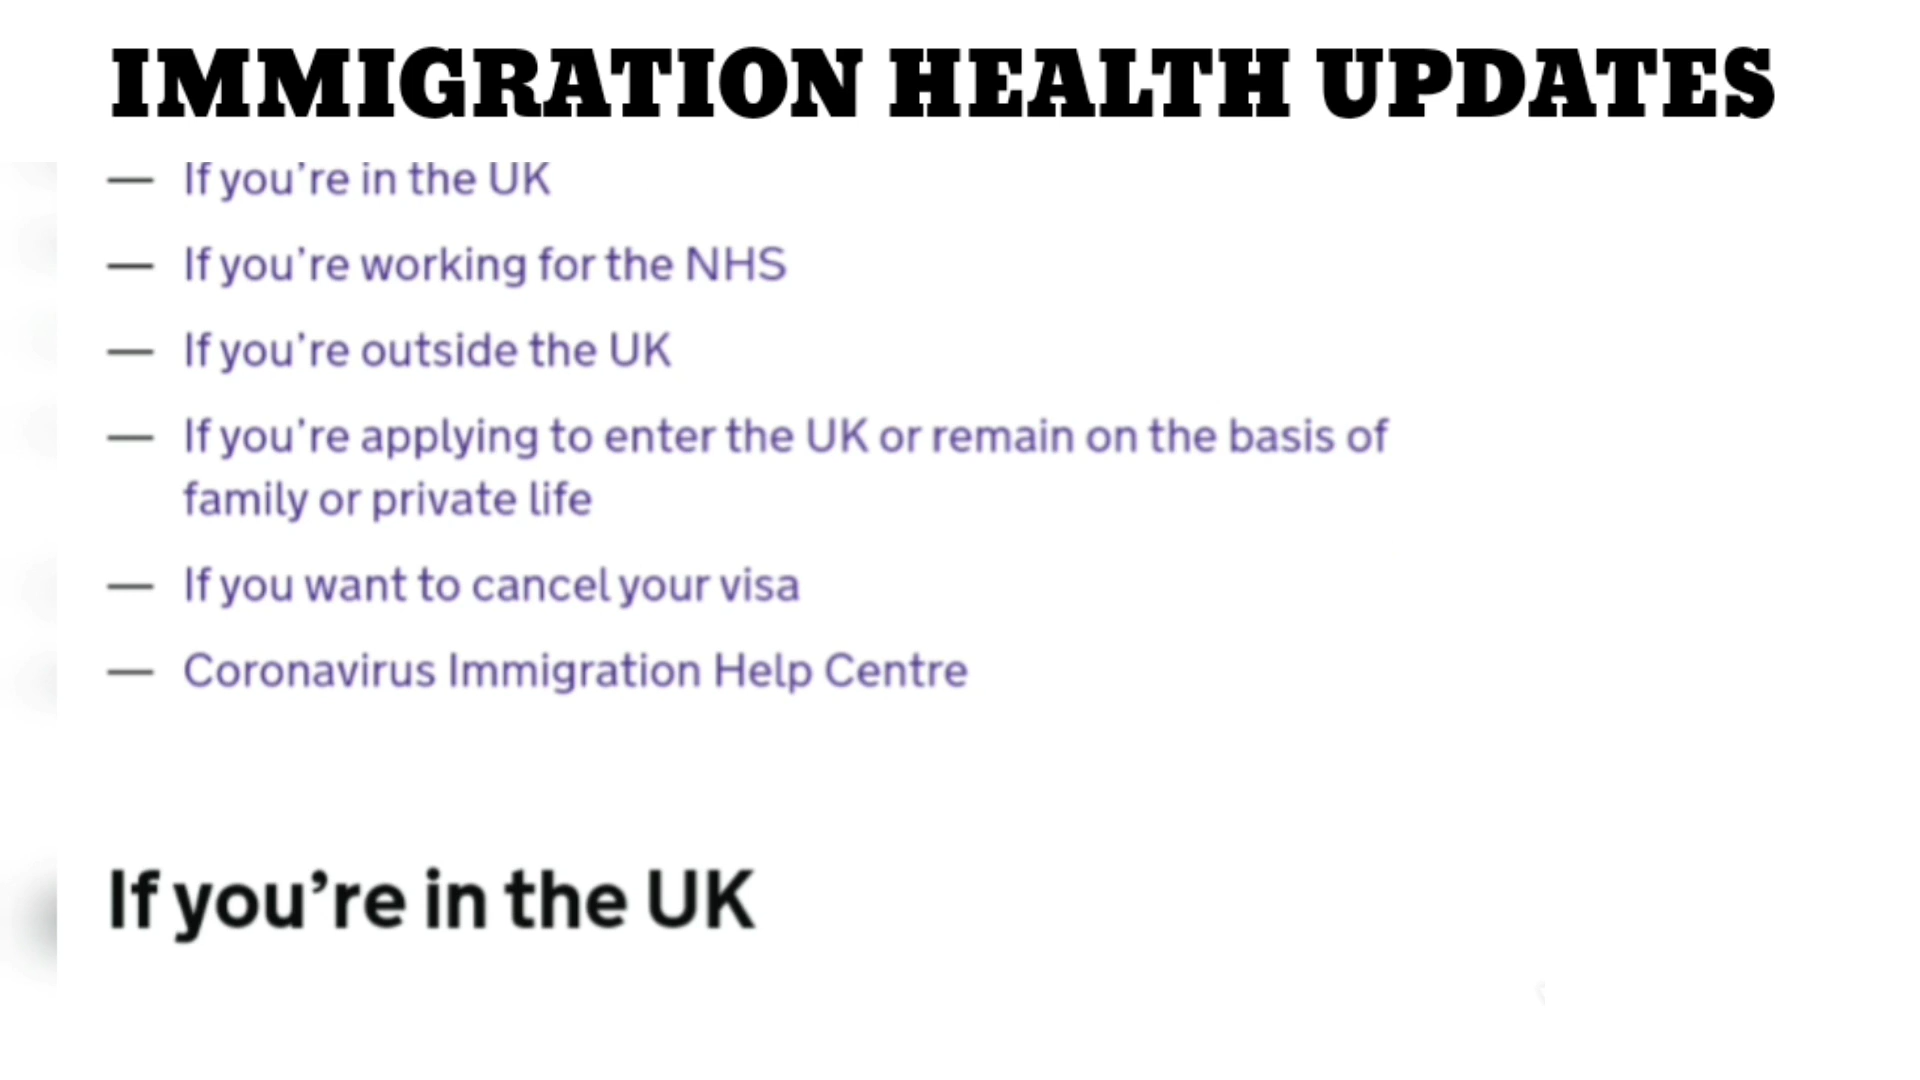 IMMIGRATION HEALTH UPDATES
— If you’re in the UK
— If you’re working for the NHS
— If you’re outside the UK
— If you’re applying to enter the UK or remain on the basis of
family or private life
— If you want to cancel your visa
— Coronavirus Immigration Help Centre
If you’re in the UK